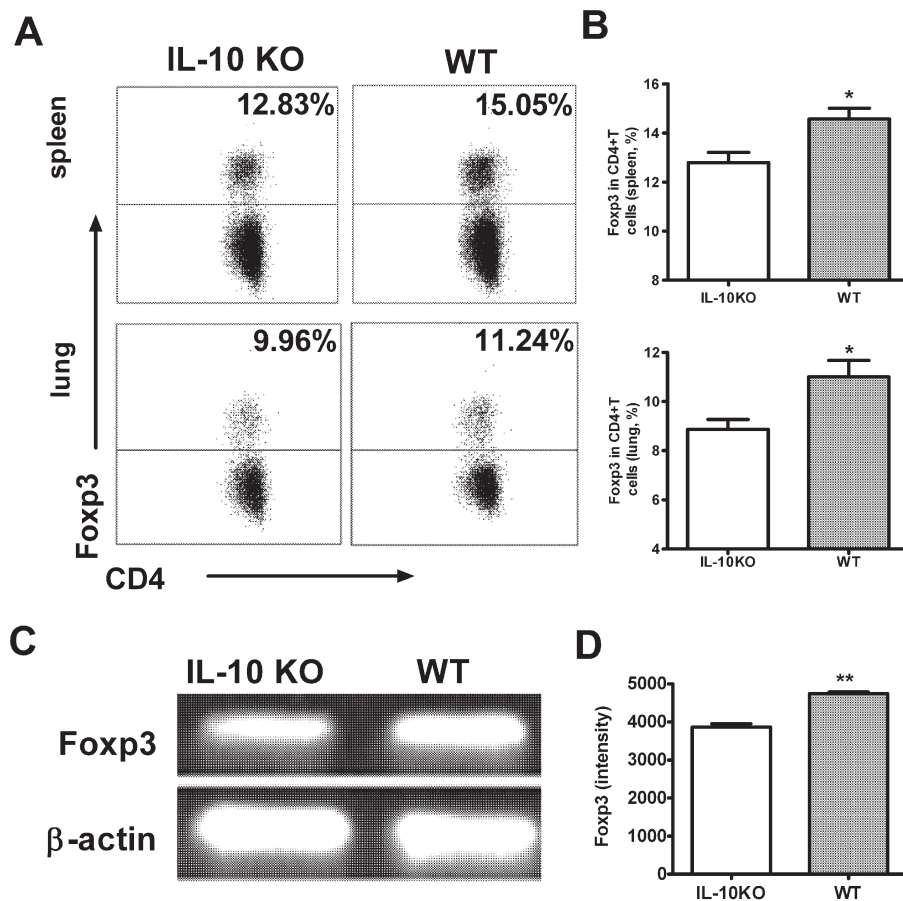 A
IL-10 KO
WT
spleen
12.83%
15.05%
lung
9.96%
11.24%
Foxp3
CD4
B
Foxp3 in CD4+T
cells (spleen, %)
16
14
12
10
8
*
IL-10KO
WT
Foxp3 in CD4+T
cells (lung, %)
12
10
8
6
4
*
IL-10KO
WT
C
IL-10 KO
WT
Foxp3
β-actin
D
Foxp3 (intensity)
5000
4000
3000
2000
1000
0
**
IL-10KO
WT